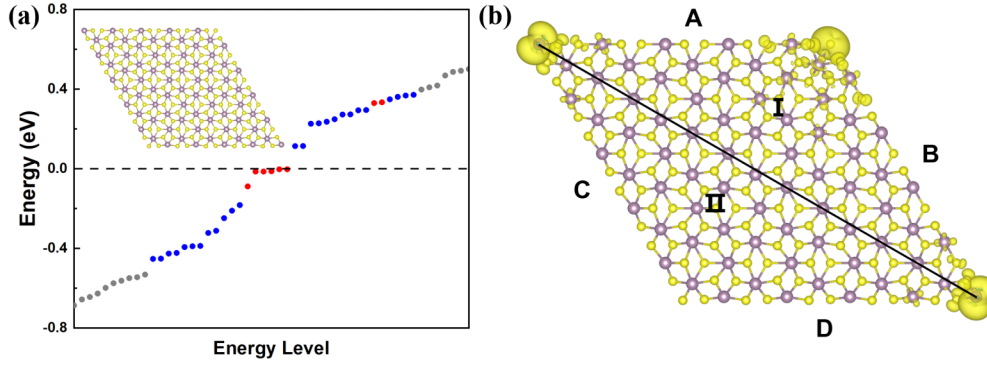 (a)
0.8
0.4
0.0
-0.4
-0.8
Energy (eV)
Energy Level
(b)
A
I
B
C
II
D